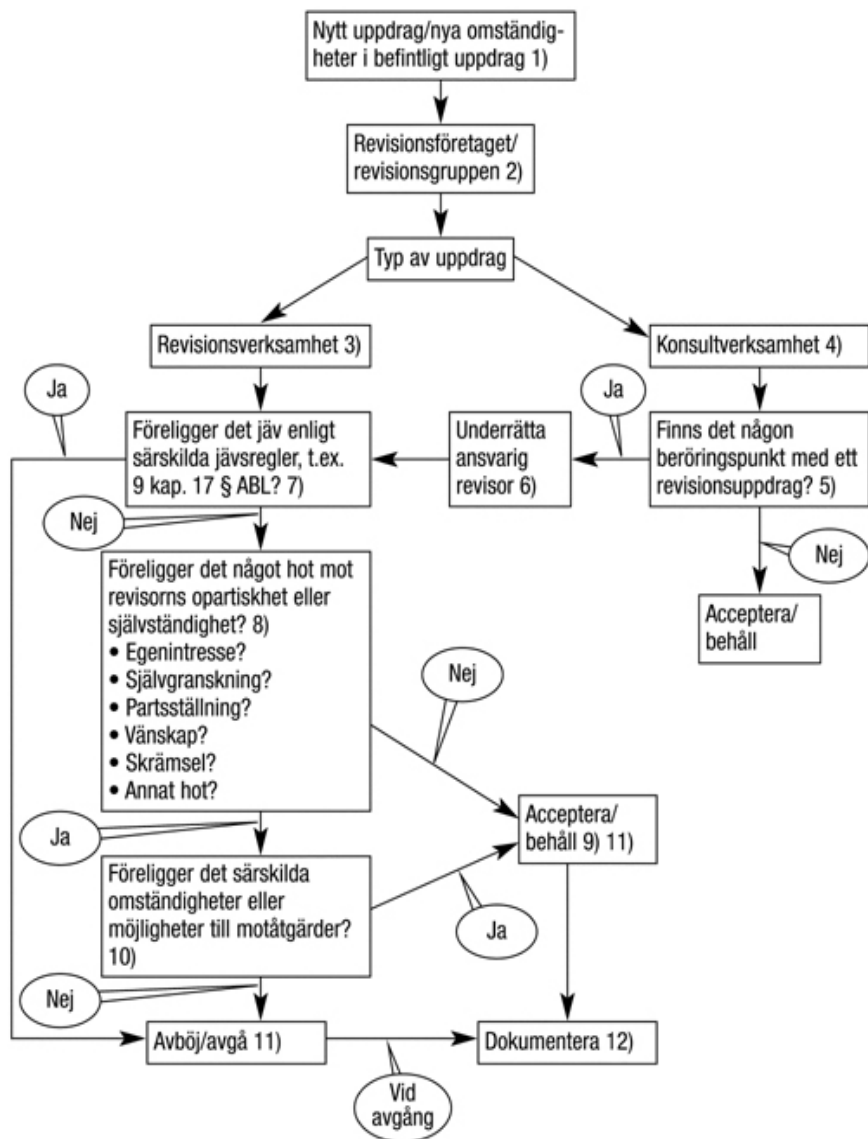 Nytt uppdrag/nya omständig-
heter i befintligt uppdrag 1)
Revisionsföretaget/
revisionsgruppen 2)
Typ av uppdrag
Revisionsverksamhet 3)
Konsultverksamhet 4)
Ja
Ja
Föreligger det jäv enligt
särskilda jävsregler, t.ex.
9 kap. 17 § ABL? 7)
Underrätta
ansvarig
revisor 6)
Finns det någon
beröringspunkt med ett
revisionsuppdrag? 5)
Nej
Nej
Föreligger det något hot mot
revisorns opartiskhet eller
självständighet? 8)
• Egenintresse?
• Självgranskning?
• Partsställning?
• Vänskap?
• Skrämsel?
• Annat hot?
Acceptera/
behåll
Nej
Ja
Acceptera/
behåll 9) 11)
Föreligger det särskilda
omständigheter eller
möjligheter till motåtgärder?
10)
Ja
Nej
Avböj/avgå 11)
Dokumentera 12)
Vid
avgång